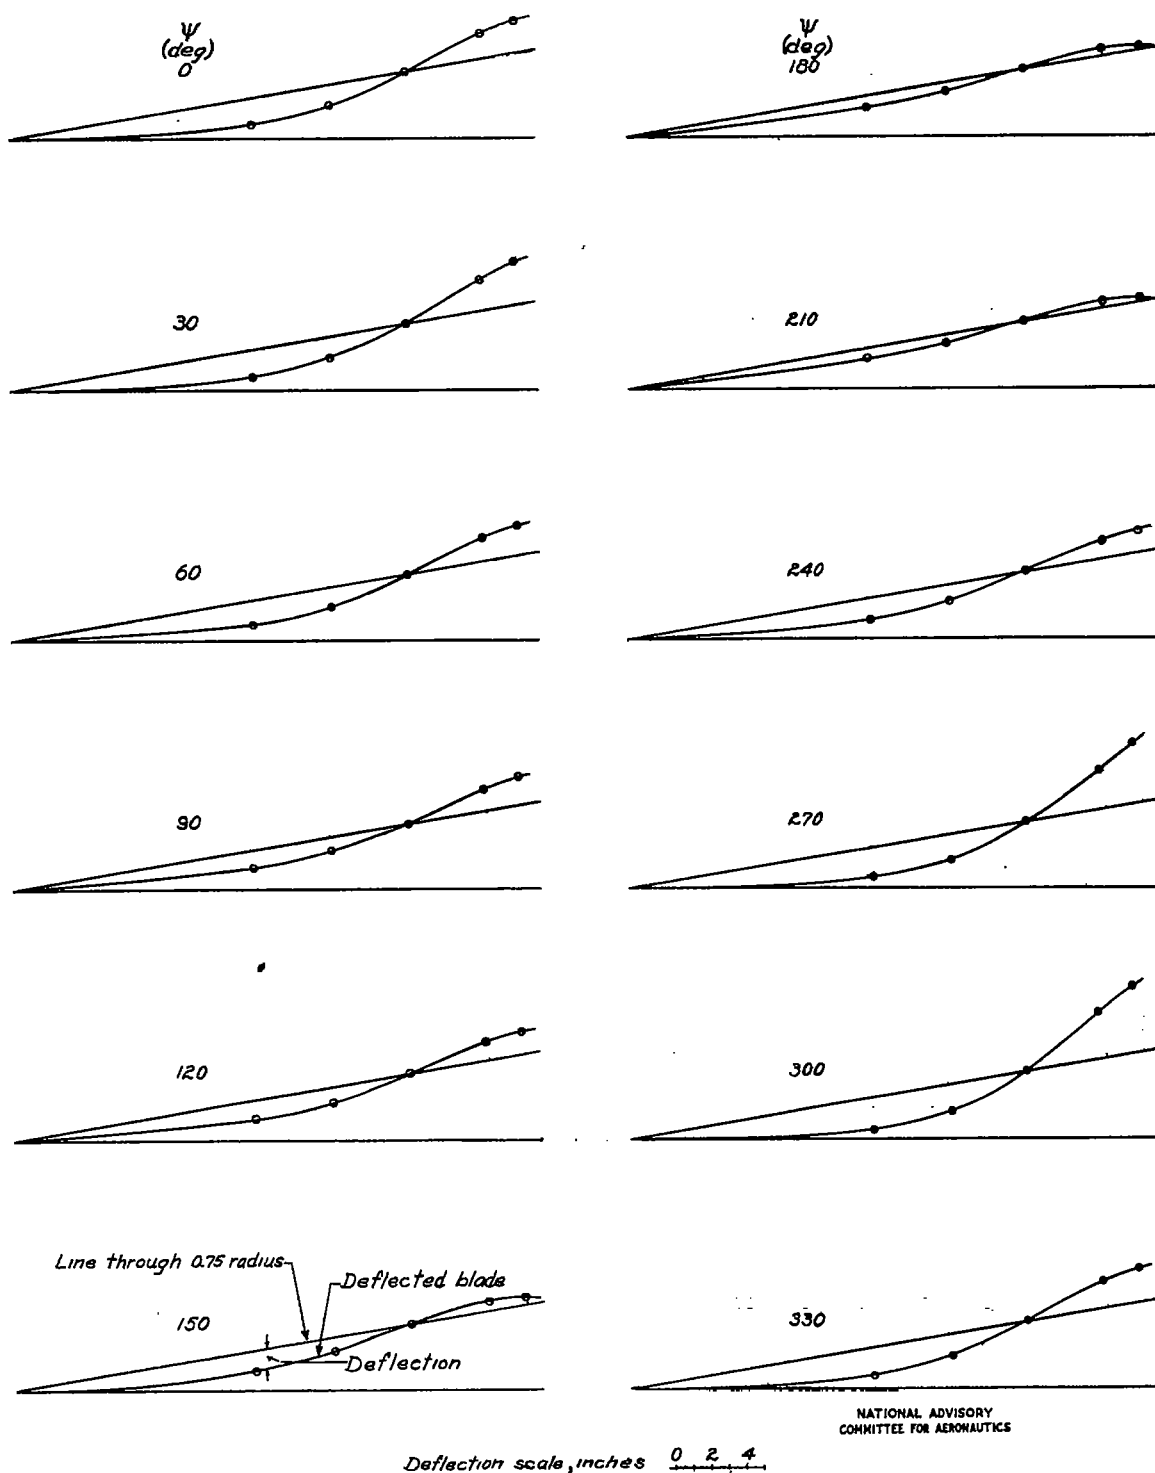 ψ
(deg)
0
30
60
90
120
Line through 0.75 radius
Deflected blade
150
Deflection
ψ
(deg)
180
210
240
270
300
330
NATIONAL ADVISORY
COMMITTEE FOR AERONAUTICS
Deflection scale, inches 0 2 4